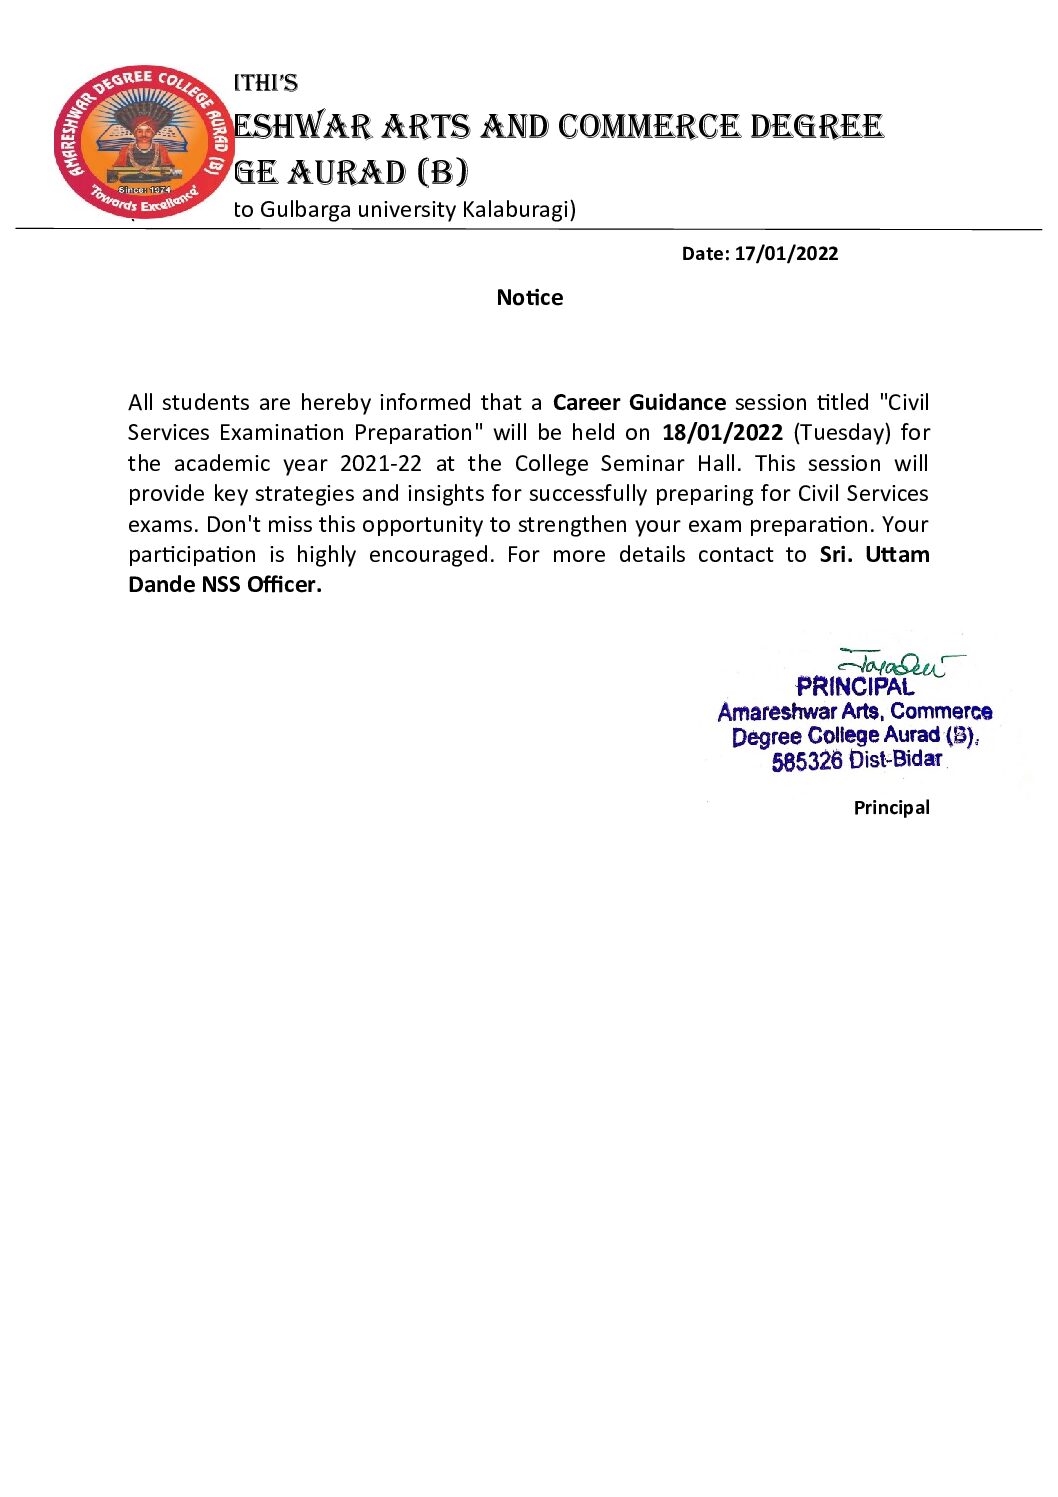 AMARESHWAR DEGREE COLLEGE AURAD (B)
Since 1974
'Towards Excellence'
ITHI'S
ESHWAR ARTS AND COMMERCE DEGREE
GE AURAD (B)
to Gulbarga university Kalaburagi)
Date: 17/01/2022
Notice
All students are hereby informed that a Career Guidance session titled "Civil
Services Examination Preparation" will be held on 18/01/2022 (Tuesday) for
the academic year 2021-22 at the College Seminar Hall. This session will
provide key strategies and insights for successfully preparing for Civil Services
exams. Don't miss this opportunity to strengthen your exam preparation. Your
participation is highly encouraged. For more details contact to Sri. Uttam
Dande NSS Officer.
PRINCIPAL
Amareshwar Arts, Commerce
Degree College Aurad (B).
585326 Dist-Bidar
Principal